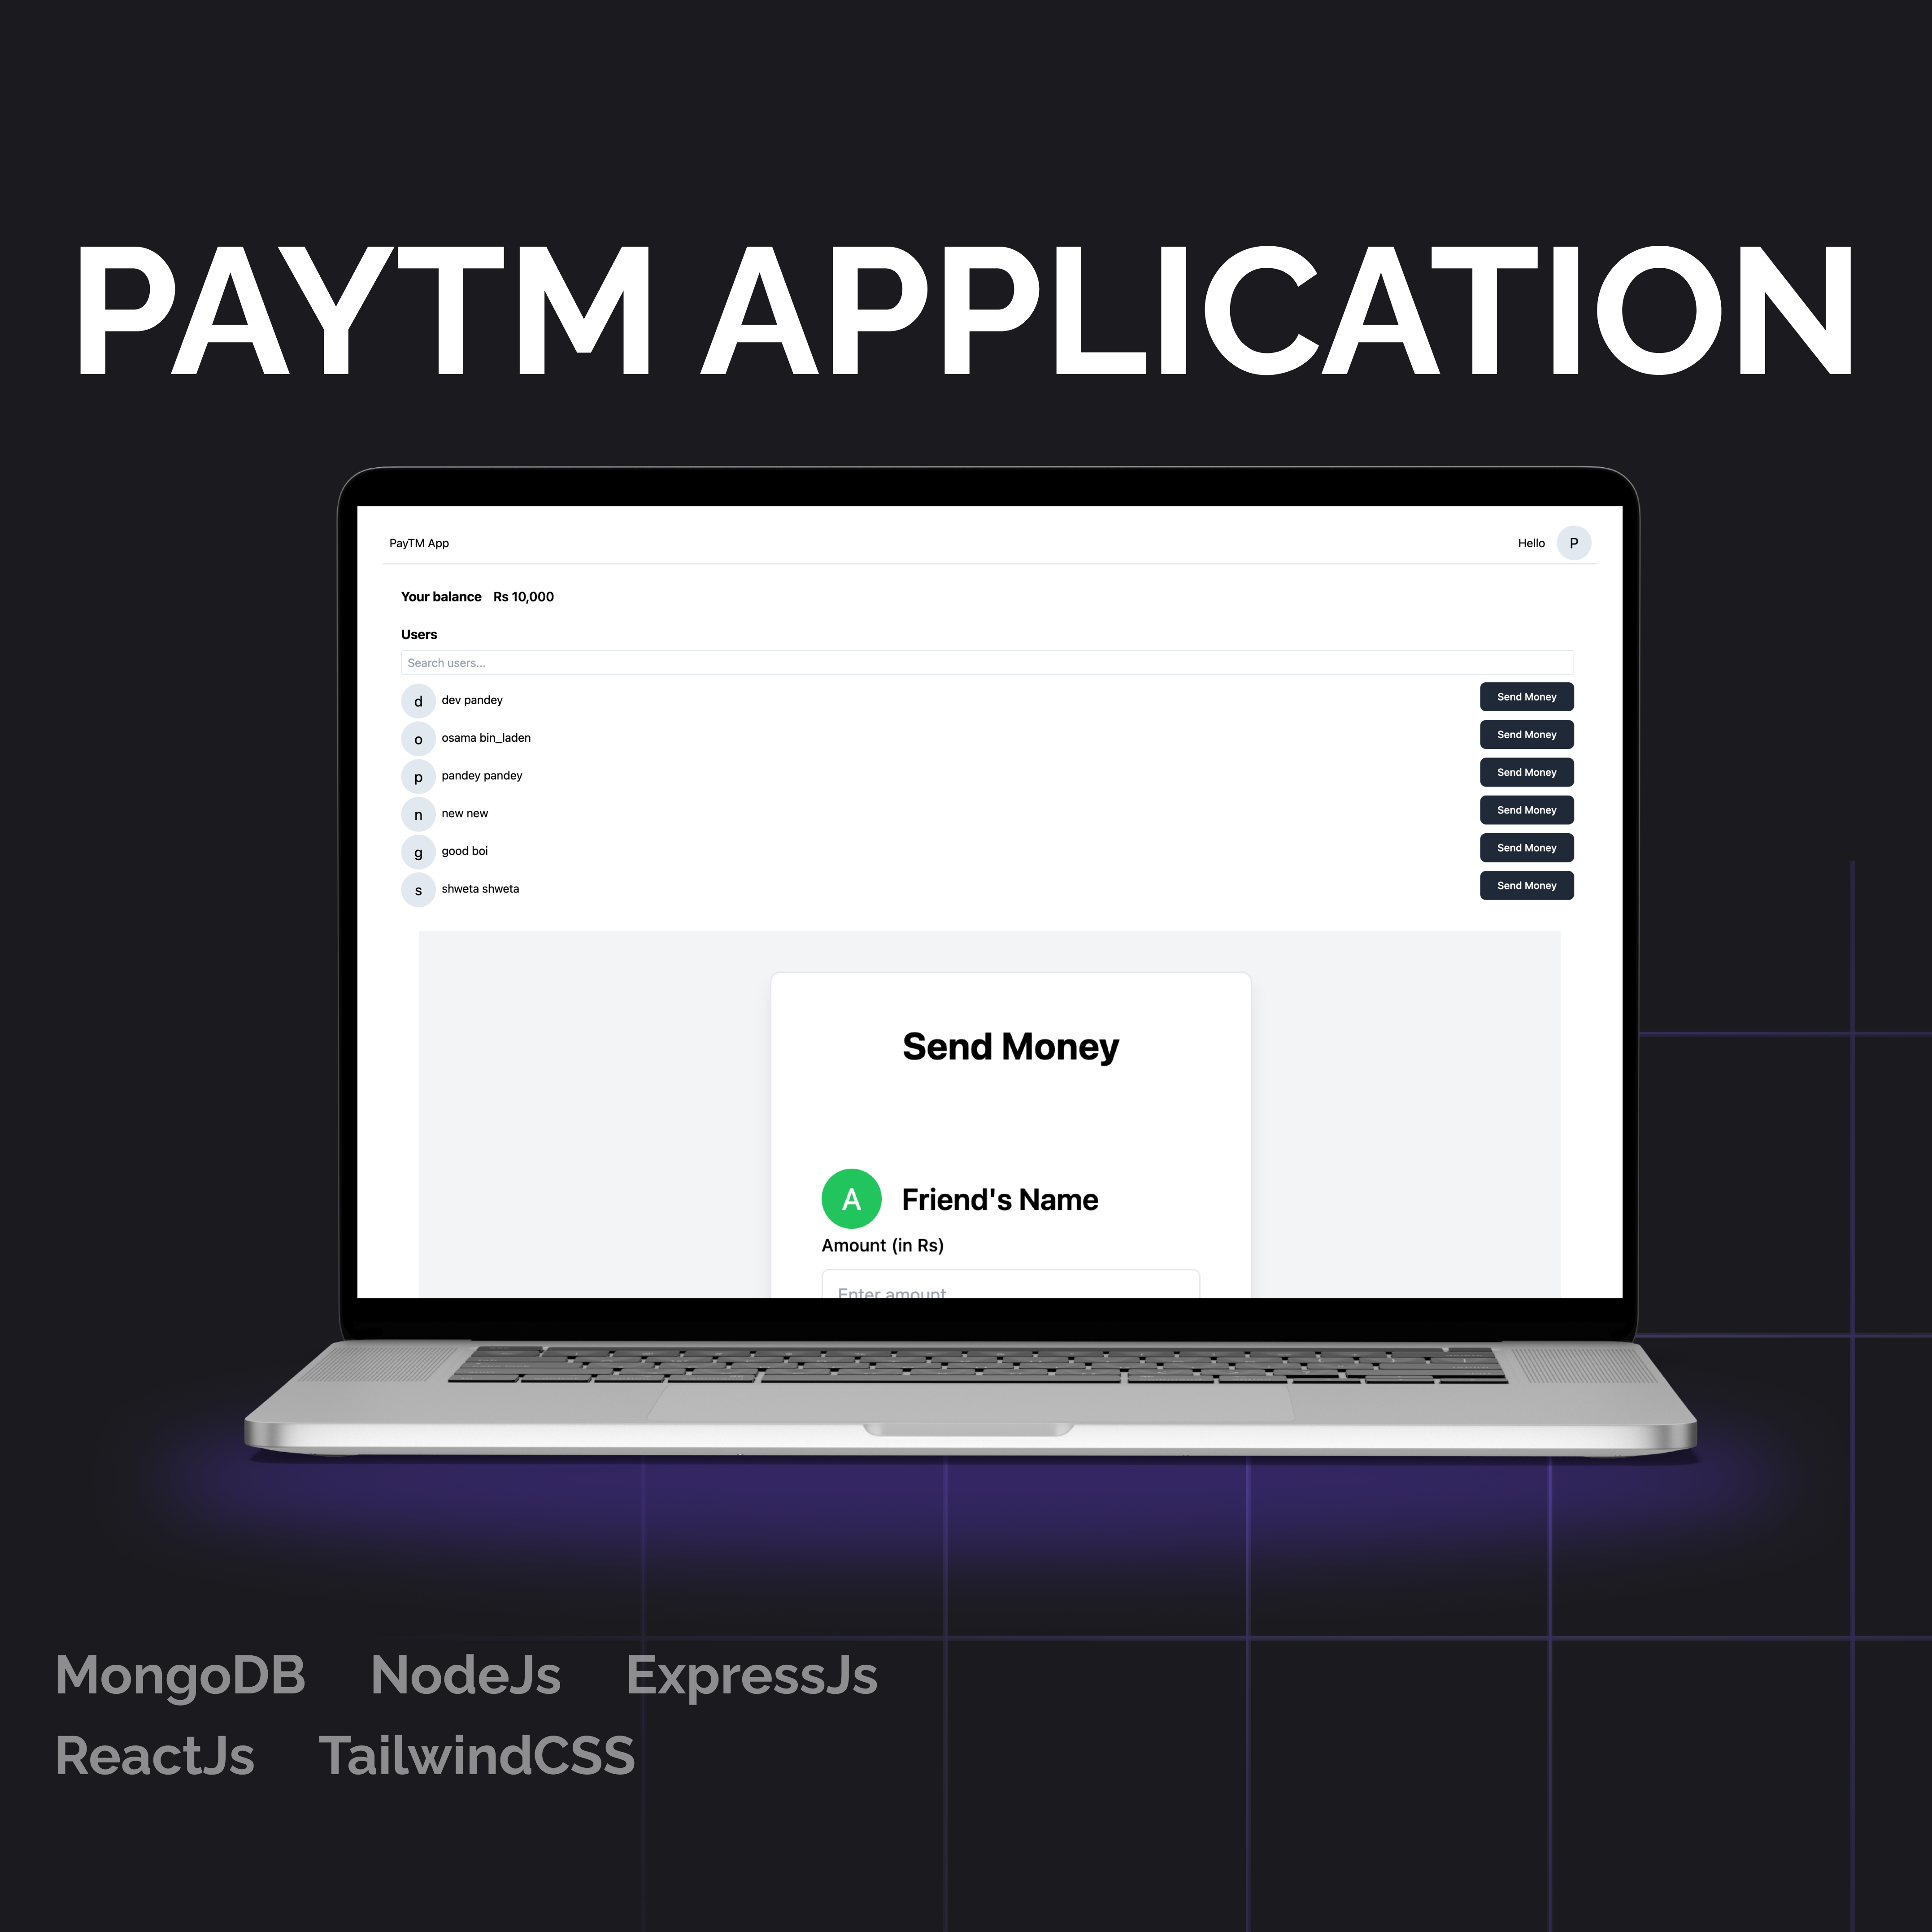 PAYTM APPLICATION
PayTM App Hello P
Your balance Rs 10,000
Users
Search users...
d dev pandey Send Money
o osama bin_laden Send Money
p pandey pandey Send Money
n new new Send Money
g good boi Send Money
s shweta shweta Send Money
Send Money
A Friend's Name
Amount (in Rs)
Enter amount
MongoDB NodeJs ExpressJs
ReactJs TailwindCSS